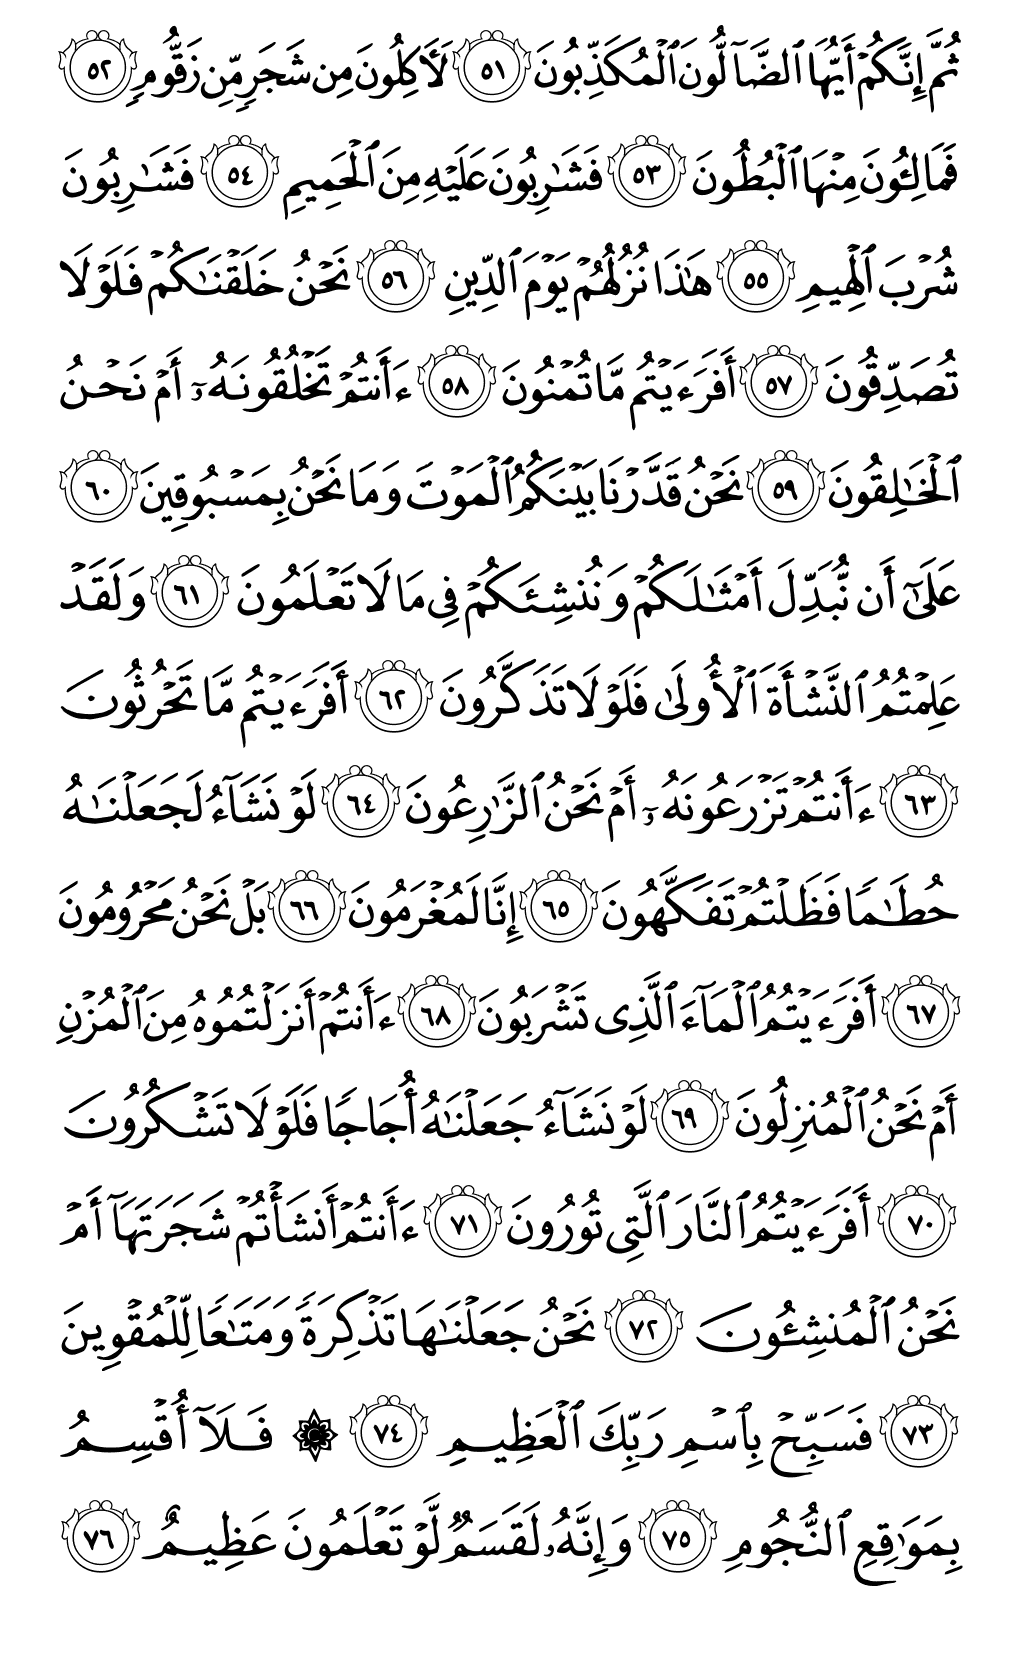 ثُمَّ إِنَّكُمْ أَيُّهَا ٱلضَّآلُّونَ ٱلْمُكَذِّبُونَ ٥١ لَءَاكِلُونَ مِن شَجَرٍ مِّن زَقُّومٍ ٥٢
فَمَالِـُٔونَ مِنْهَا ٱلْبُطُونَ ٥٣ فَشَـٰرِبُونَ عَلَيْهِ مِنَ ٱلْحَمِيمِ ٥٤ فَشَـٰرِبُونَ
شُرْبَ ٱلْهِيمِ ٥٥ هَـٰذَا نُزُلُهُمْ يَوْمَ ٱلدِّينِ ٥٦ نَحْنُ خَلَقْنَـٰكُمْ فَلَوْلَا
تُصَدِّقُونَ ٥٧ أَفَرَءَيْتُم مَّا تُمْنُونَ ٥٨ ءَأَنتُمْ تَخْلُقُونَهُۥٓ أَمْ نَحْنُ
ٱلْخَـٰلِقُونَ ٥٩ نَحْنُ قَدَّرْنَا بَيْنَكُمُ ٱلْمَوْتَ وَمَا نَحْنُ بِمَسْبُوقِينَ ٦٠
عَلَىٰٓ أَن نُّبَدِّلَ أَمْثَـٰلَكُمْ وَنُنشِئَكُمْ فِى مَا لَا تَعْلَمُونَ ٦١ وَلَقَدْ
عَلِمْتُمُ ٱلنَّشْأَةَ ٱلْأُولَىٰ فَلَوْلَا تَذَكَّرُونَ ٦٢ أَفَرَءَيْتُم مَّا تَحْرُثُونَ
٦٣ ءَأَنتُمْ تَزْرَعُونَهُۥٓ أَمْ نَحْنُ ٱلزَّٰرِعُونَ ٦٤ لَوْ نَشَآءُ لَجَعَلْنَـٰهُ
حُطَـٰمًا فَظَلْتُمْ تَفَكَّهُونَ ٦٥ إِنَّا لَمُغْرَمُونَ ٦٦ بَلْ نَحْنُ مَحْرُومُونَ
٦٧ أَفَرَءَيْتُمُ ٱلْمَآءَ ٱلَّذِى تَشْرَبُونَ ٦٨ ءَأَنتُمْ أَنزَلْتُمُوهُ مِنَ ٱلْمُزْنِ
أَمْ نَحْنُ ٱلْمُنزِلُونَ ٦٩ لَوْ نَشَآءُ جَعَلْنَـٰهُ أُجَاجًا فَلَوْلَا تَشْكُرُونَ
٧٠ أَفَرَءَيْتُمُ ٱلنَّارَ ٱلَّتِى تُورُونَ ٧١ ءَأَنتُمْ أَنشَأْتُمْ شَجَرَتَهَآ أَمْ
نَحْنُ ٱلْمُنشِـُٔونَ ٧٢ نَحْنُ جَعَلْنَـٰهَا تَذْكِرَةً وَمَتَـٰعًا لِّلْمُقْوِينَ
٧٣ فَسَبِّحْ بِٱسْمِ رَبِّكَ ٱلْعَظِيمِ ٧٤ ۞ فَلَآ أُقْسِمُ
بِمَوَٰقِعِ ٱلنُّجُومِ ٧٥ وَإِنَّهُۥ لَقَسَمٌ لَّوْ تَعْلَمُونَ عَظِيمٌ ٧٦